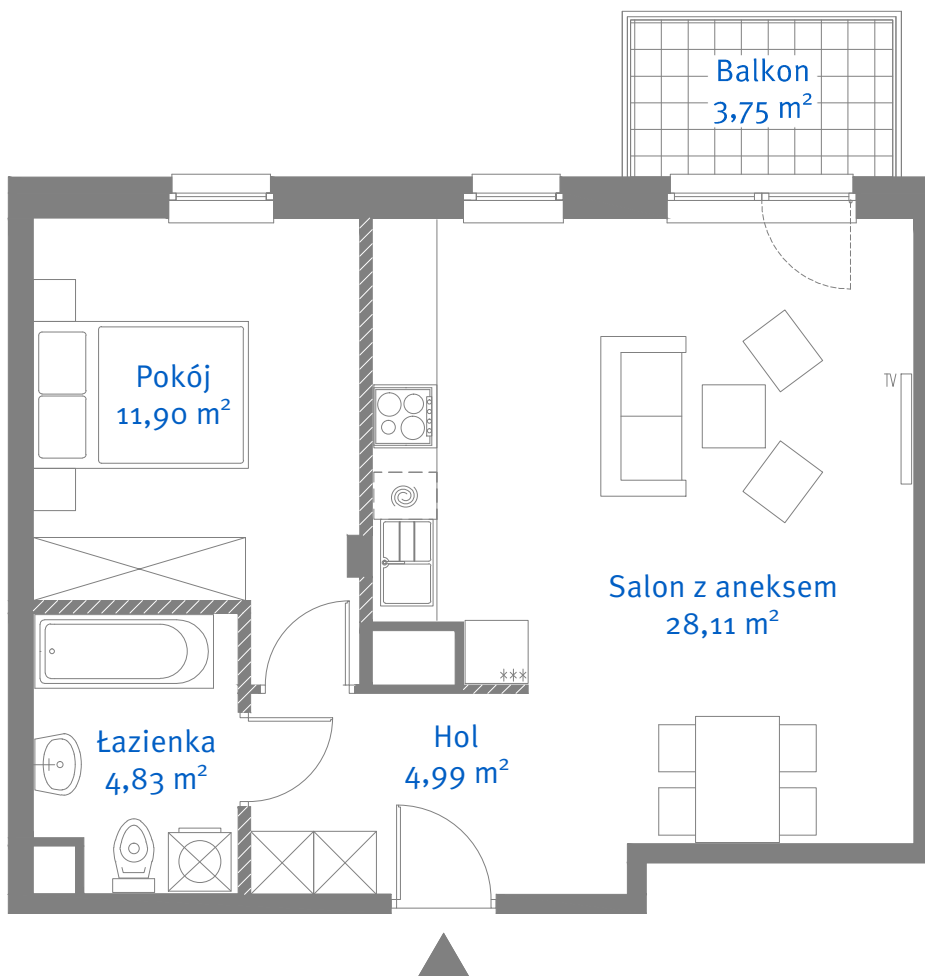 Balkon
3,75 m²
Pokój
11,90 m²
TV
Salon z aneksem
28,11 m²
***
Łazienka
4,83 m²
Hol
4,99 m²